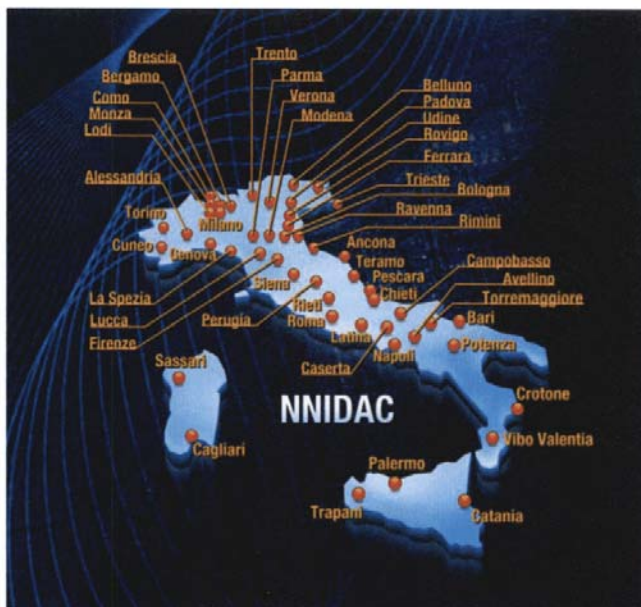 Brescia
Bergamo
Como
Monza
Lodi
Trento
Parma
Verona
Modena
Belluno
Padova
Udine
Rovigo
Ferrara
Trieste
Bologna
Ravenna
Rimini
Alessandria
Torino
Milano
Cuneo
Genova
Ancona
Teramo
Pescara
Chieti
Campobasso
Avellino
Torremaggiore
Bari
Potenza
La Spezia
Lucca
Firenze
Siena
Perugia
Rieti
Roma
Latina
Caserta
Napoli
Sassari
Cagliari
NNIDAC
Crotone
Vibo Valentia
Palermo
Trapani
Catania